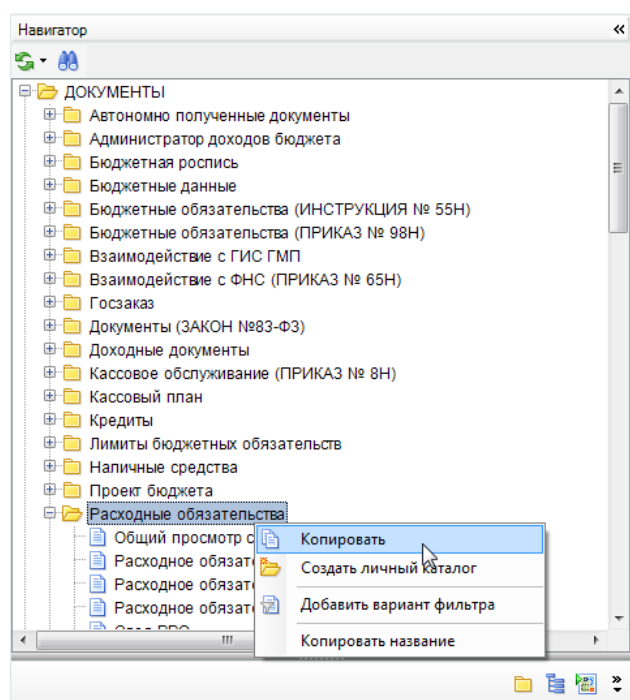 Навигатор
ДОКУМЕНТЫ
Автономно полученные документы
Администратор доходов бюджета
Бюджетная роспись
Бюджетные данные
Бюджетные обязательства (ИНСТРУКЦИЯ № 55Н)
Бюджетные обязательства (ПРИКАЗ № 98Н)
Взаимодействие с ГИС ГМП
Взаимодействие с ФНС (ПРИКАЗ № 65Н)
Госзаказ
Документы (ЗАКОН №83-ФЗ)
Доходные документы
Кассовое обслуживание (ПРИКАЗ № 8Н)
Кассовый план
Кредиты
Лимиты бюджетных обязательств
Наличные средства
Проект бюджета
Расходные обязательства
Общий просмотр с
Копировать
Расходное обязат
Создать личный каталог
Расходное обязат
Добавить вариант фильтра
Расходное обязат
Копировать название